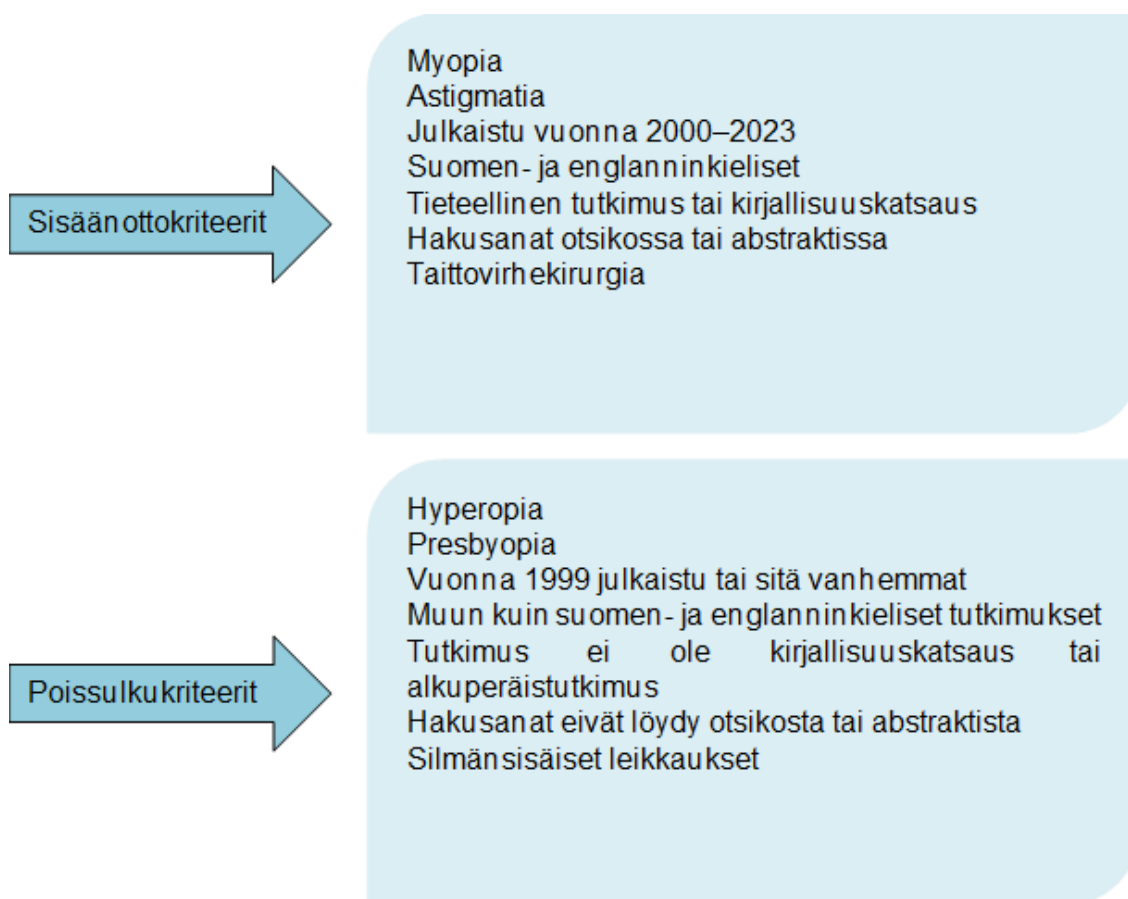 Sisäänottokriteerit
Myopia
Astigmatia
Julkaistu vuonna 2000–2023
Suomen- ja englanninkieliset
Tieteellinen tutkimus tai kirjallisuuskatsaus
Hakusanat otsikossa tai abstraktissa
Taittovirhekirurgia
Poissulkukriteerit
Hyperopia
Presbyopia
Vuonna 1999 julkaistu tai sitä vanhemmat
Muun kuin suomen- ja englanninkieliset tutkimukset
Tutkimus ei ole kirjallisuuskatsaus tai
alkuperäistutkimus
Hakusanat eivät löydy otsikosta tai abstraktista
Silmänsisäiset leikkaukset